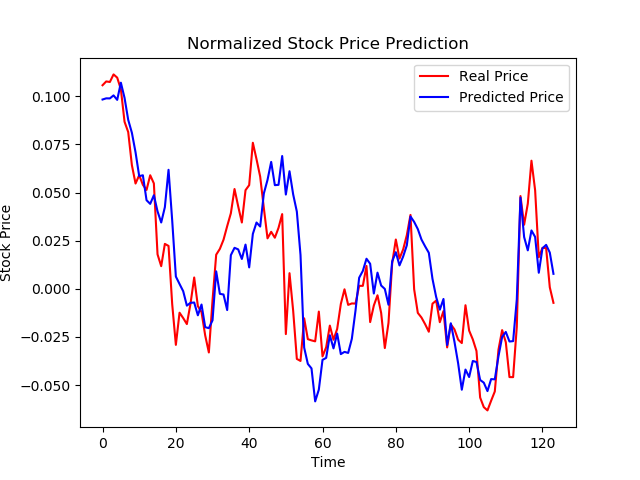 Normalized Stock Price Prediction
Real Price
Predicted Price
Stock Price
0.100
0.075
0.050
0.025
0.000
−0.025
−0.050
0 20 40 60 80 100 120
Time